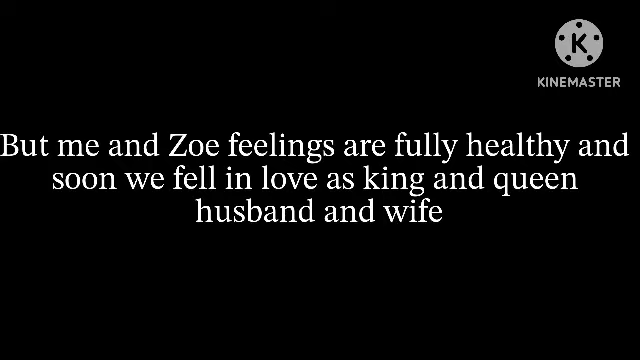 KINEMASTER
But me and Zoe feelings are fully healthy and
soon we fell in love as king and queen
husband and wife